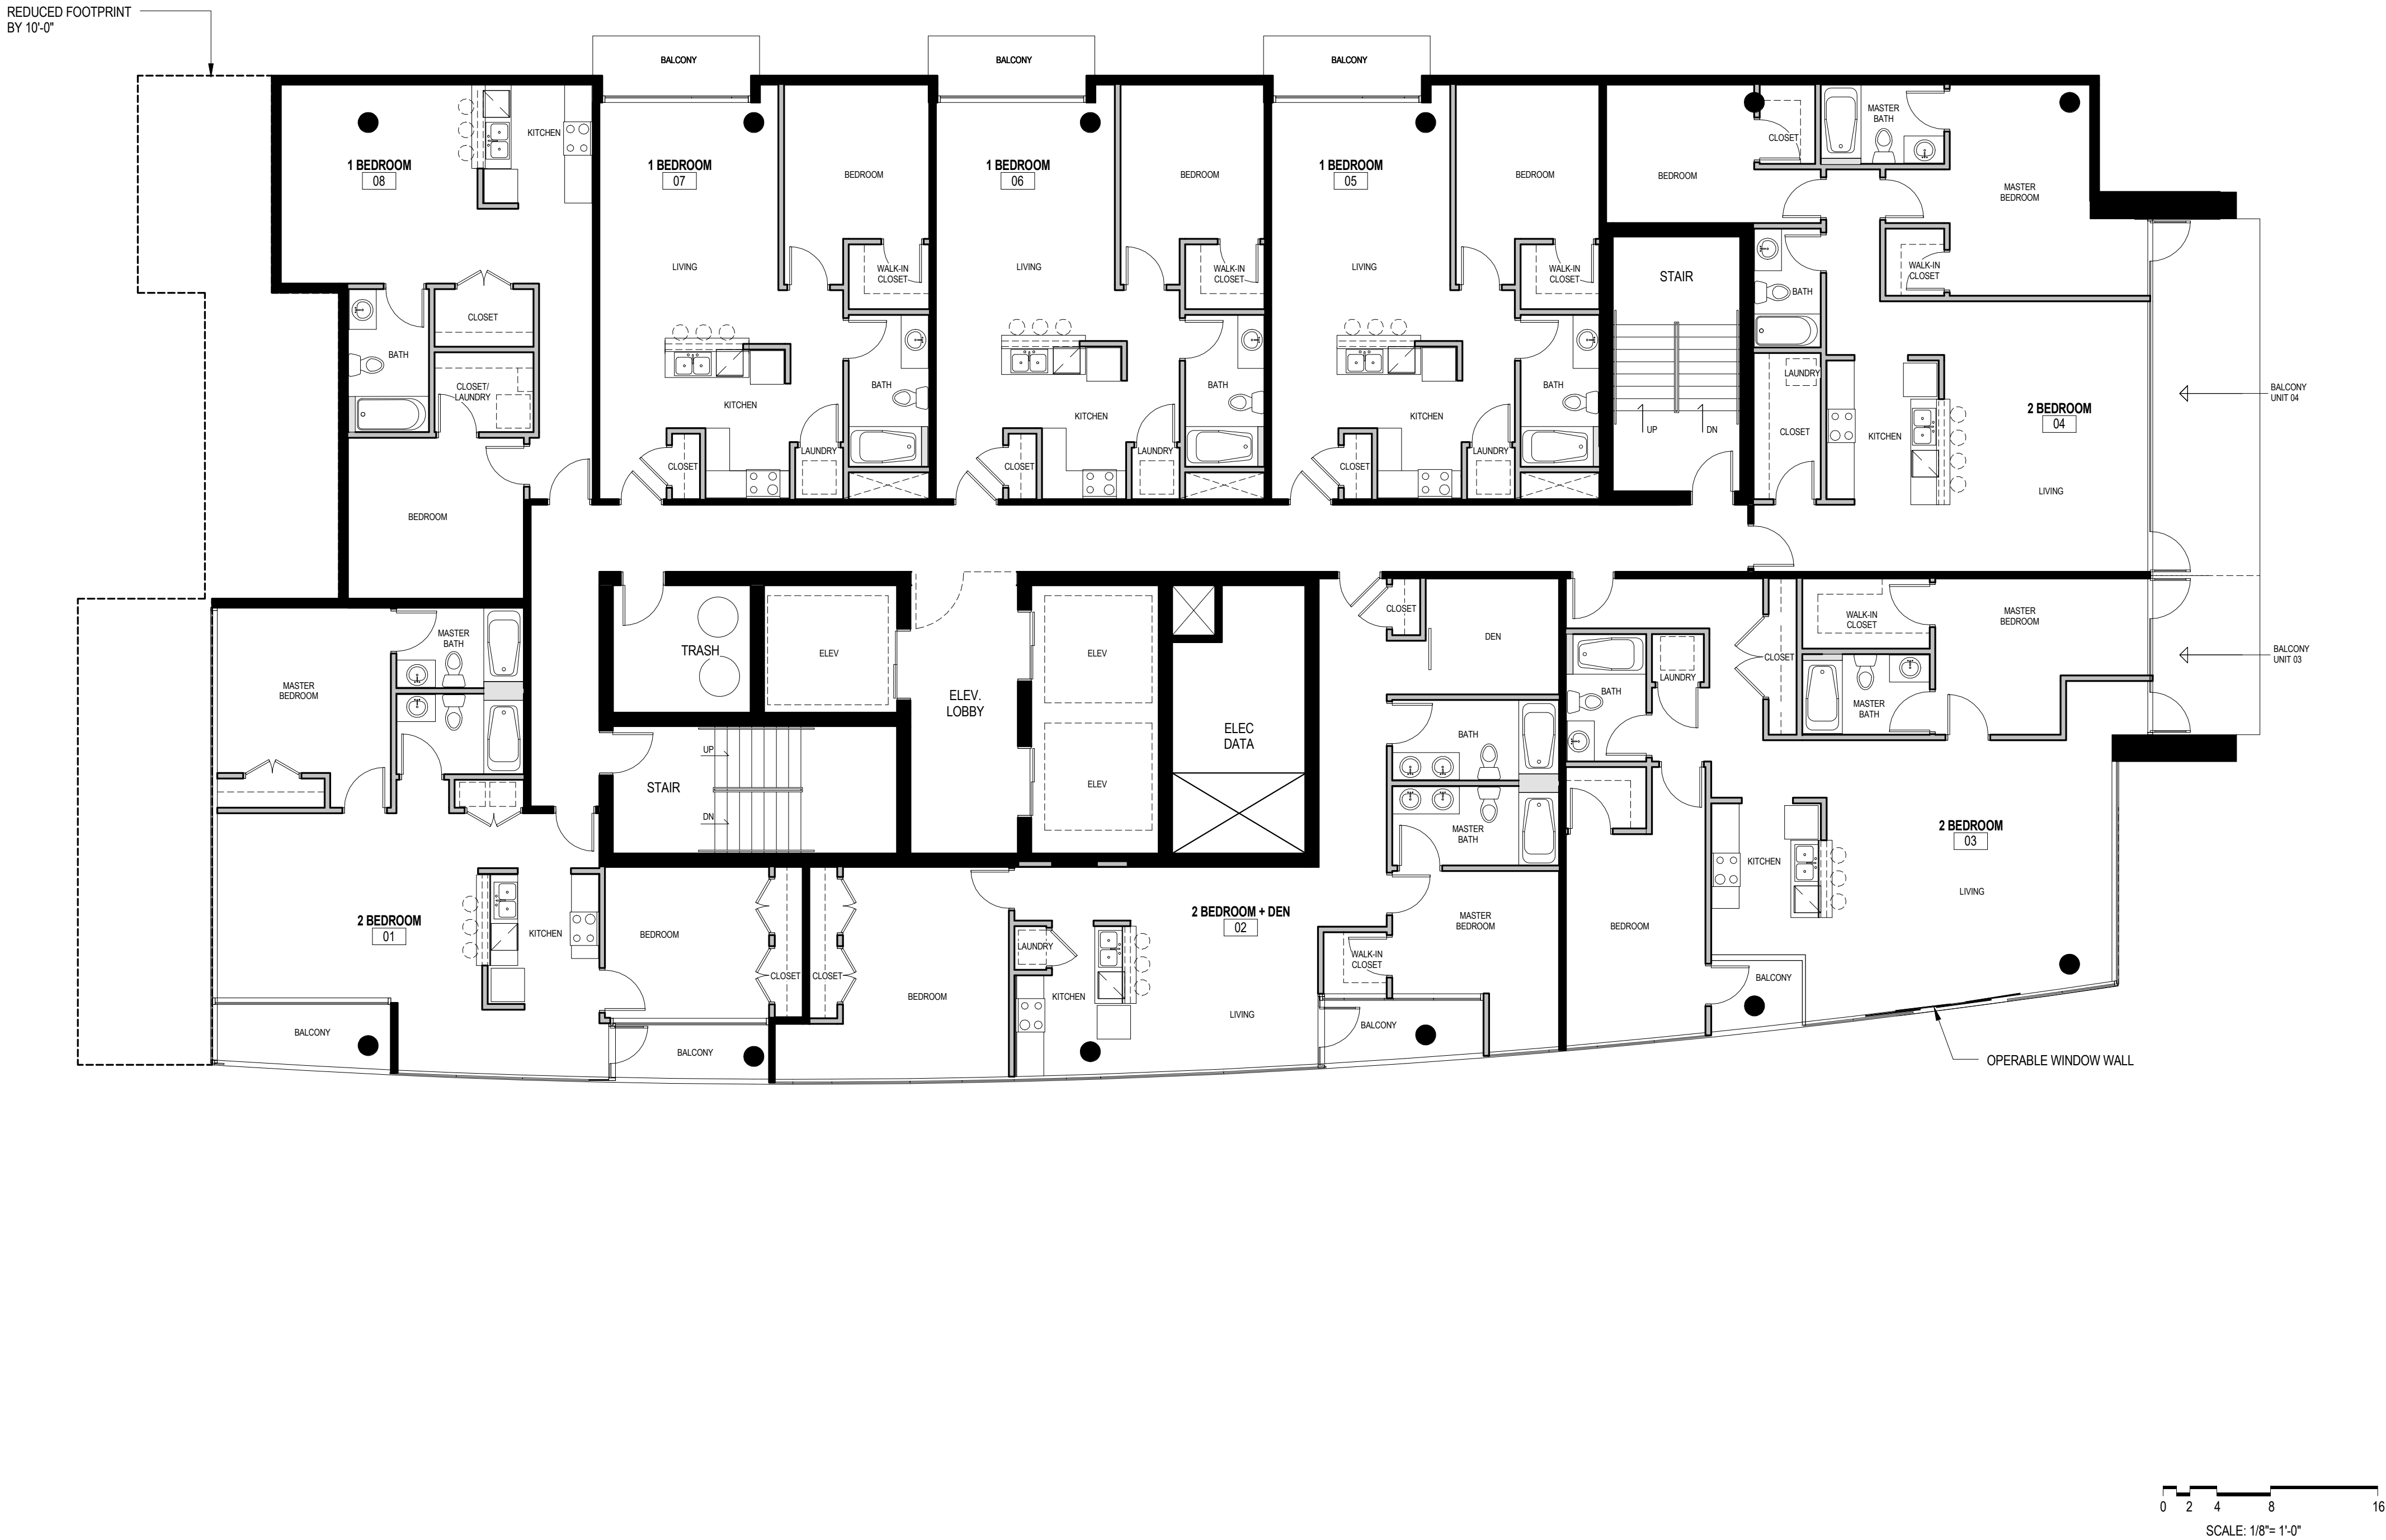 REDUCED FOOTPRINT
BY 10'-0"
BALCONY
BALCONY
BALCONY
KITCHEN
1 BEDROOM
08
1 BEDROOM
07
BEDROOM
1 BEDROOM
06
BEDROOM
1 BEDROOM
05
BEDROOM
BEDROOM
CLOSET
MASTER
BATH
MASTER
BEDROOM
LIVING
WALK-IN
CLOSET
LIVING
WALK-IN
CLOSET
LIVING
WALK-IN
CLOSET
STAIR
UP
DN
BATH
WALK-IN
CLOSET
CLOSET
BATH
CLOSET/
LAUNDRY
BEDROOM
BATH
KITCHEN
CLOSET
LAUNDRY
BATH
KITCHEN
CLOSET
LAUNDRY
BATH
KITCHEN
CLOSET
LAUNDRY
LAUNDRY
CLOSET
KITCHEN
2 BEDROOM
04
LIVING
BALCONY
UNIT 04
MASTER
BATH
MASTER
BEDROOM
TRASH
ELEV
ELEV.
LOBBY
ELEV
ELEV
ELEC
DATA
STAIR
UP
DN
CLOSET
DEN
BATH
MASTER
BATH
BATH
LAUNDRY
CLOSET
WALK-IN
CLOSET
MASTER
BEDROOM
MASTER
BATH
BALCONY
UNIT 03
2 BEDROOM
01
KITCHEN
BEDROOM
CLOSET
CLOSET
BEDROOM
LAUNDRY
KITCHEN
2 BEDROOM + DEN
02
LIVING
WALK-IN
CLOSET
MASTER
BEDROOM
BALCONY
BEDROOM
KITCHEN
2 BEDROOM
03
LIVING
BALCONY
BALCONY
BALCONY
OPERABLE WINDOW WALL
0 2 4 8 16
SCALE: 1/8"= 1'-0"